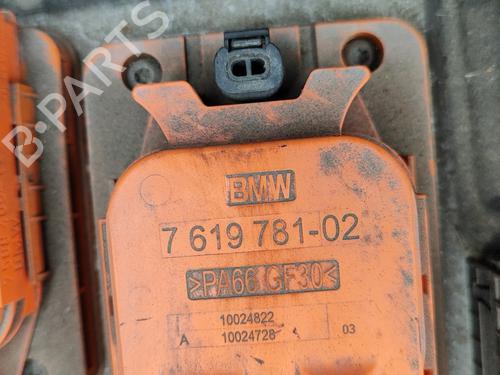 BMW
7 619 781-02
>PA66 GF30<
10024822
A 10024728 03
B-PARTS